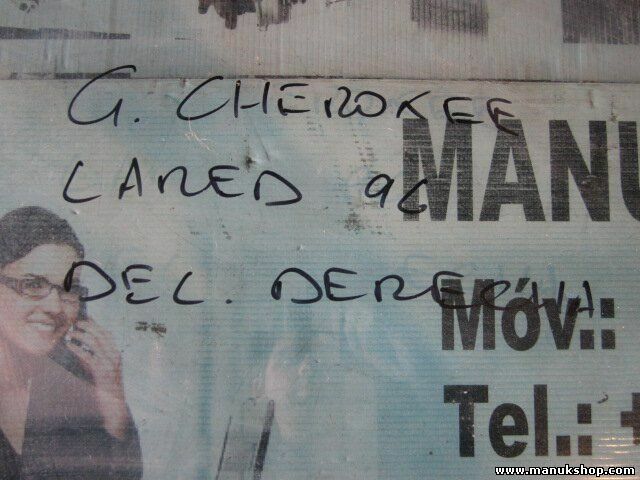 G. CHEROKEE
MANU
LARED 96
DEL. DERECHA
Móv.:
Tel.: +
www.manukshop.com